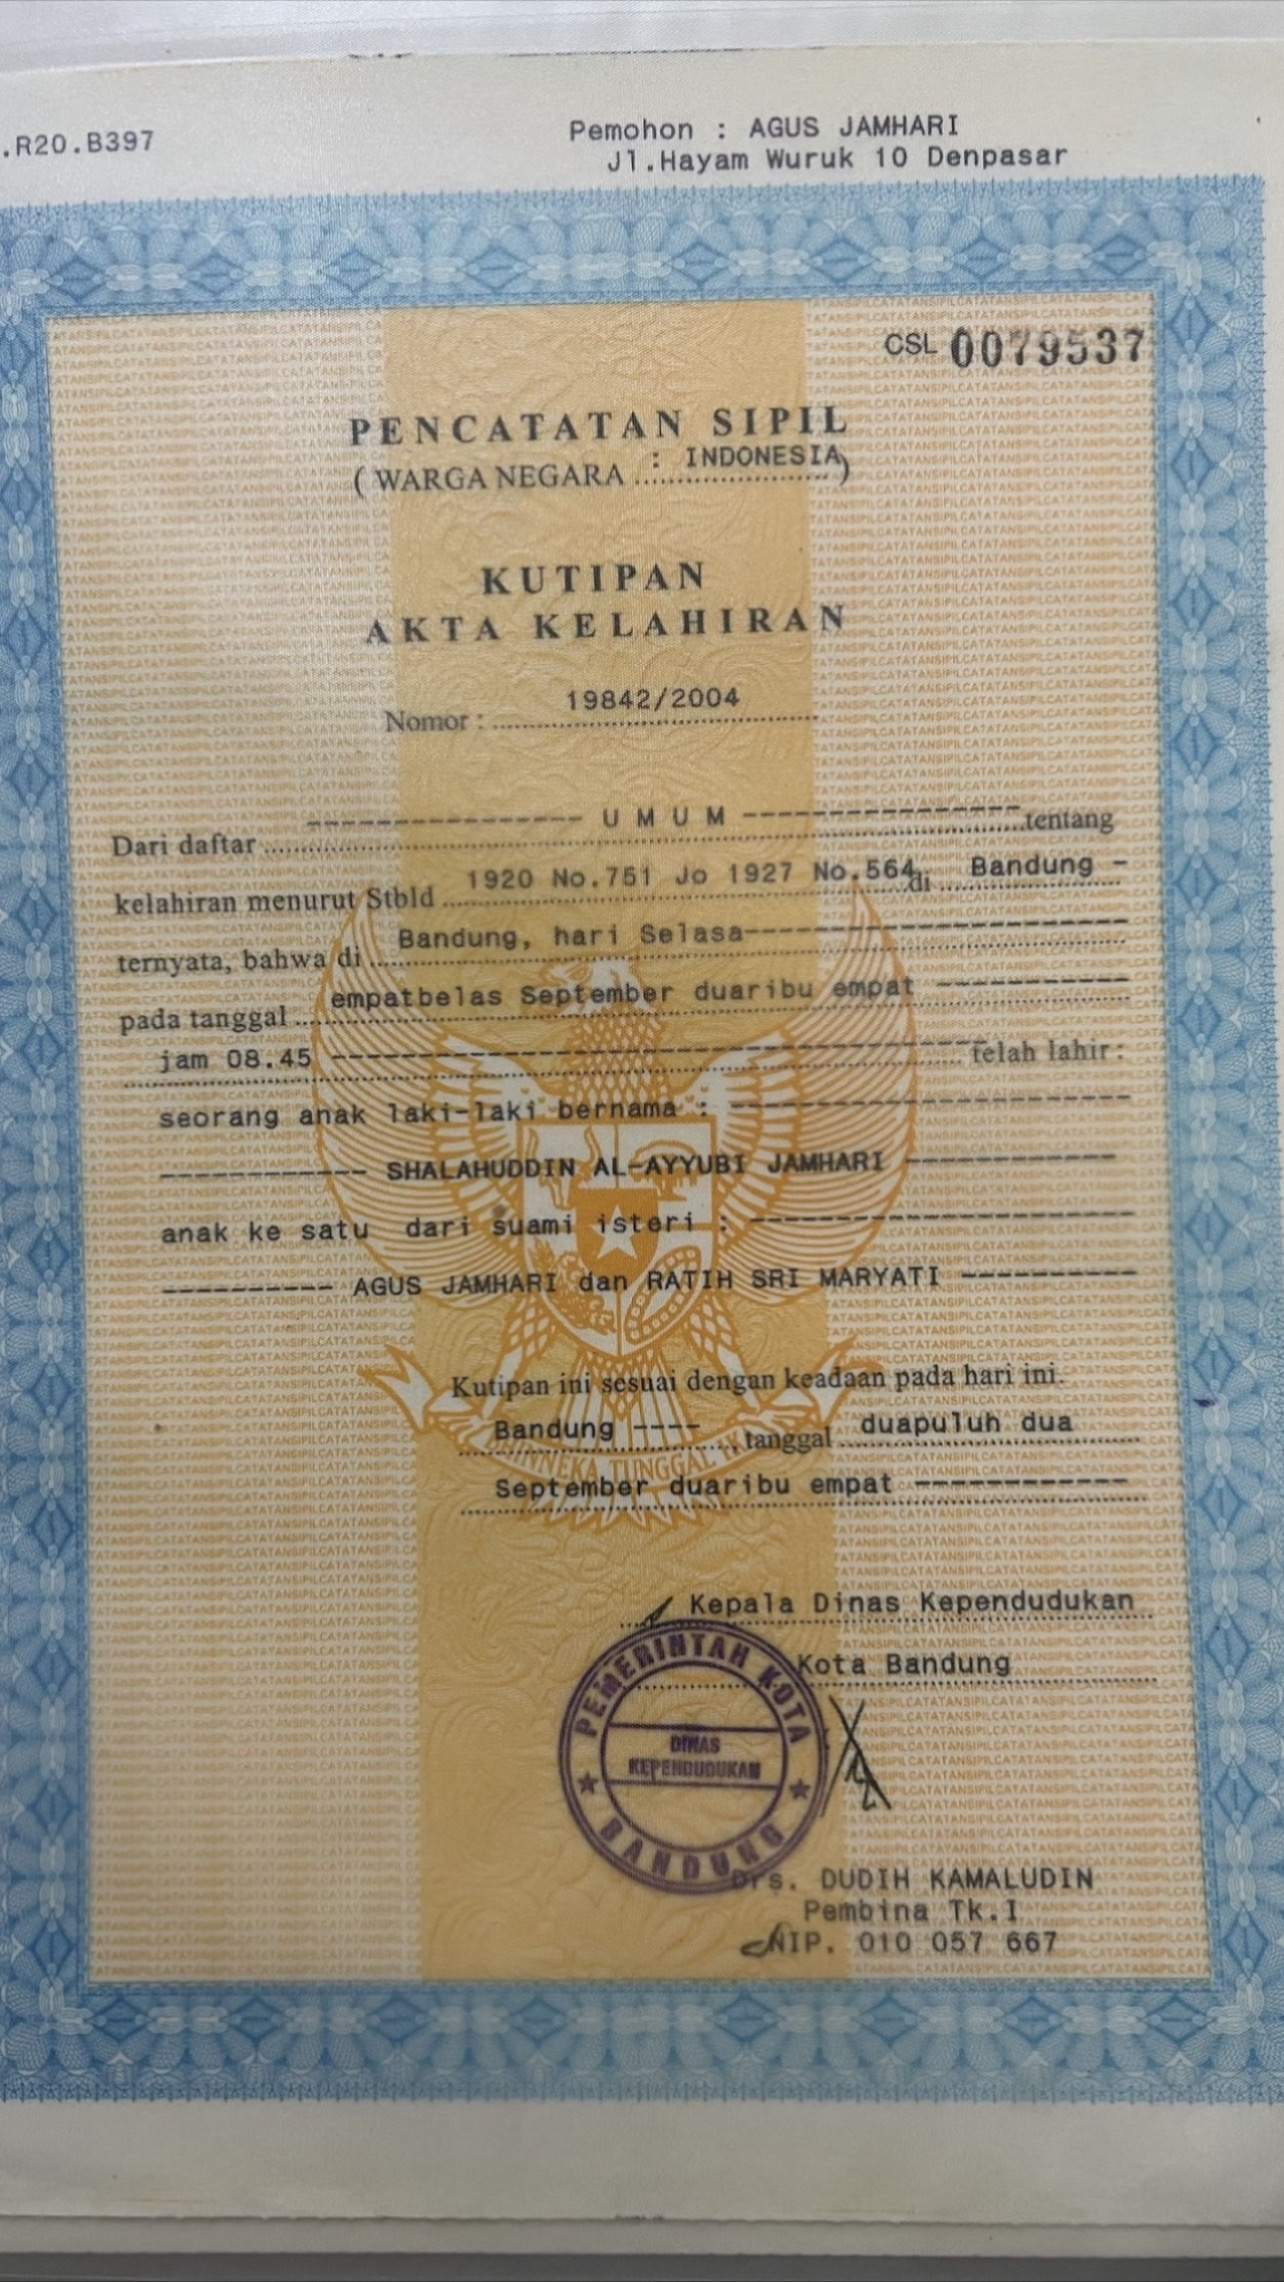 .R20.B397
Pemohon : AGUS JAMHARI
Jl.Hayam Wuruk 10 Denpasar
CSL 0079537
PENCATATAN SIPIL
( WARGA NEGARA : INDONESIA )
KUTIPAN
AKTA KELAHIRAN
Nomor : 19842/2004
Dari daftar ---------------- U M U M ---------------- tentang
kelahiran menurut Stbld 1920 No.751 Jo 1927 No.564 di Bandung -
ternyata, bahwa di Bandung, hari Selasa----------------
pada tanggal empatbelas September duaribu empat ----------
jam 08.45 ---------------------------- telah lahir :
seorang anak laki-laki bernama : ---------------------
------------ SHALAHUDDIN AL-AYYUBI JAMHARI ------------
anak ke satu dari suami isteri : --------------------
---------- AGUS JAMHARI dan RATIH SRI MARYATI ----------
Kutipan ini sesuai dengan keadaan pada hari ini.
Bandung ----, tanggal duapuluh dua
September duaribu empat -----------
Kepala Dinas Kependudukan
Kota Bandung
PEMERINTAH KOTA
DINAS
KEPENDUDUKAN
BANDUNG
Drs. DUDIH KAMALUDIN
Pembina Tk.I
NIP. 010 057 667